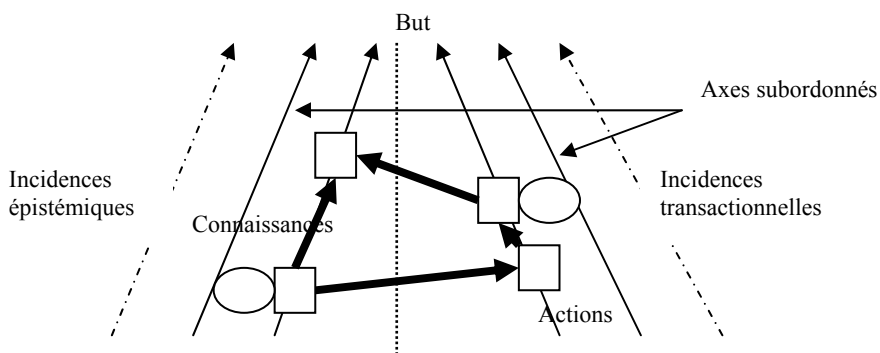 But
Axes subordonnés
Incidences
épistémiques
Incidences
transactionnelles
Connaissances
Actions